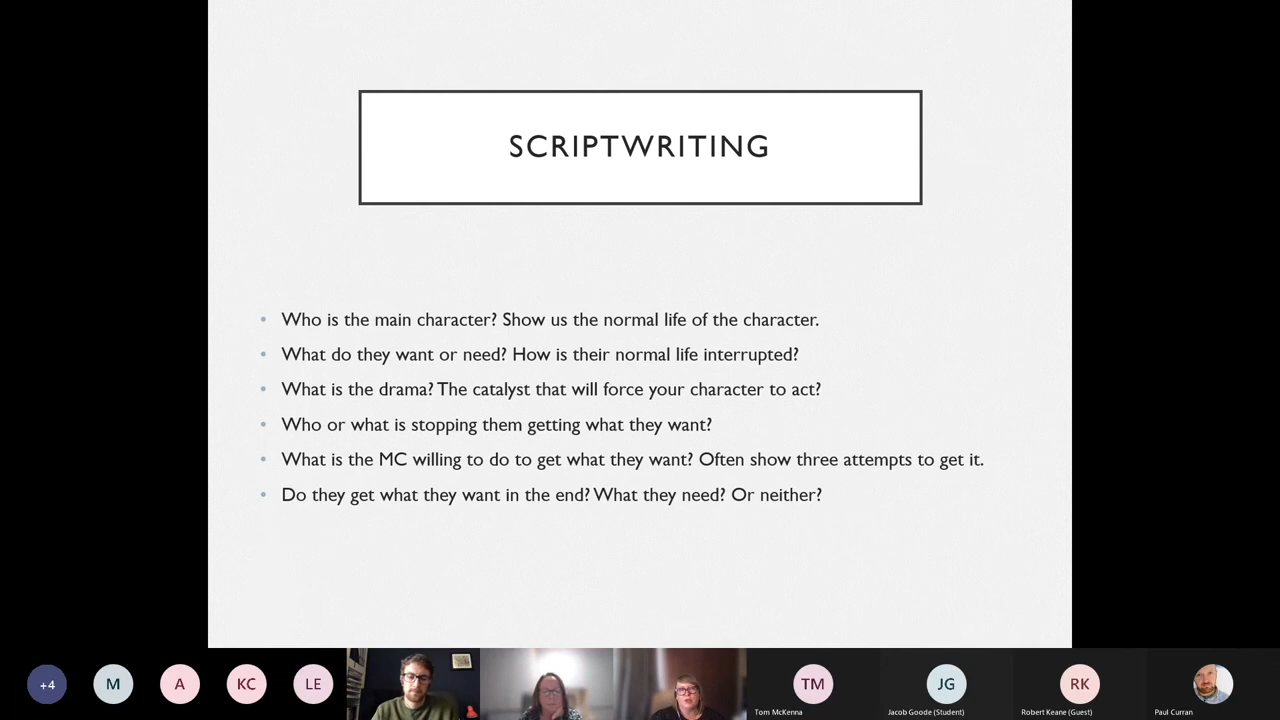 SCRIPTWRITING
• Who is the main character? Show us the normal life of the character.
• What do they want or need? How is their normal life interrupted?
• What is the drama? The catalyst that will force your character to act?
• Who or what is stopping them getting what they want?
• What is the MC willing to do to get what they want? Often show three attempts to get it.
• Do they get what they want in the end? What they need? Or neither?
+4
M
A
KC
LE
TM
JG
RK
Tom McKenna
Jacob Goode (Student)
Robert Keane (Guest)
Paul Curran